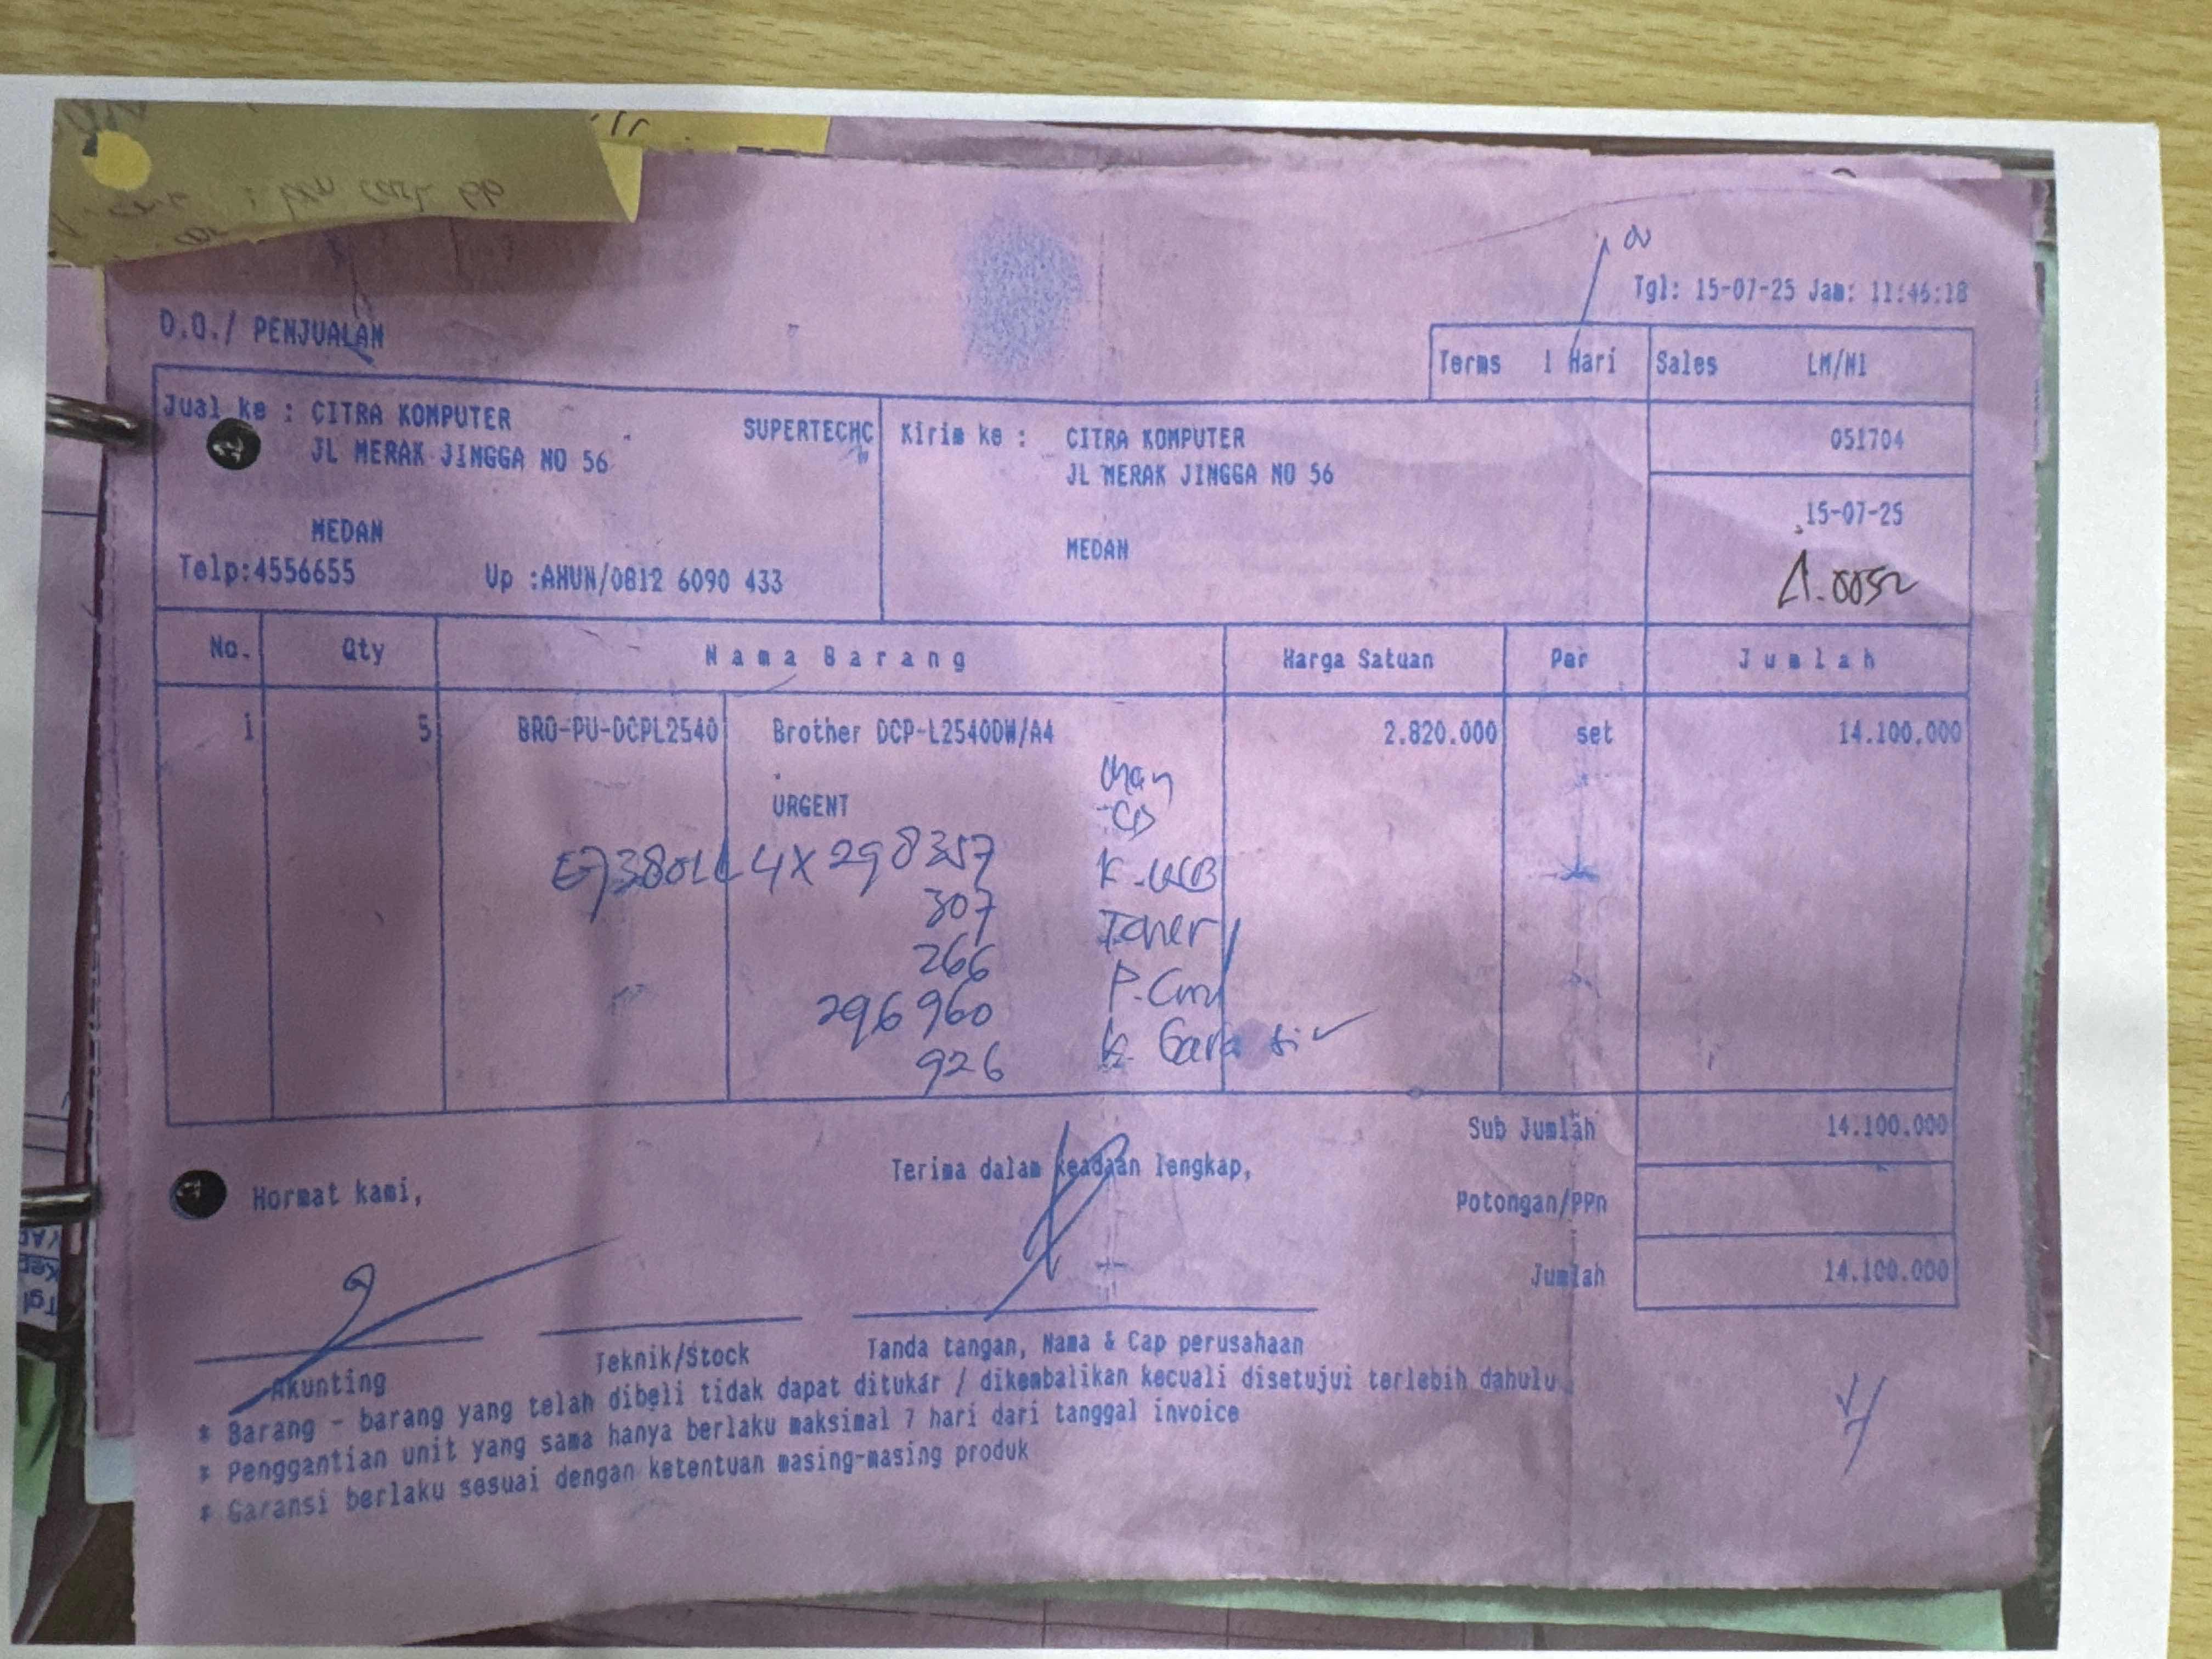 Tgl: 15-07-25 Jam: 11:46:18
D.O./ PENJUALAN
Terms 1 Hari Sales LM/N1
Jual ke : CITRA KOMPUTER SUPERTECHC Kirim ke : CITRA KOMPUTER 051704
JL MERAK JINGGA NO 56 JL MERAK JINGGA NO 56
15-07-25
MEDAN MEDAN
Telp:4556655 Up :AHUN/0812 6090 433
No. Qty Nama Barang Harga Satuan Per Jumlah
1 5 BRO-PU-DCPL2540 Brother DCP-L2540DW/A4 2.820.000 set 14.100.000
URGENT
CD
298357 K.USB
307 Toner
266
296960
926 K. Garansi
Sub Jumlah 14.100.000
Hormat kami, Terima dalam keadaan lengkap,
Potongan/PPn
Jumlah 14.100.000
Akunting Teknik/Stock Tanda tangan, Nama & Cap perusahaan
* Barang - barang yang telah dibeli tidak dapat ditukar / dikembalikan kecuali disetujui terlebih dahulu
* Penggantian unit yang sama hanya berlaku maksimal 7 hari dari tanggal invoice
* Garansi berlaku sesuai dengan ketentuan masing-masing produk